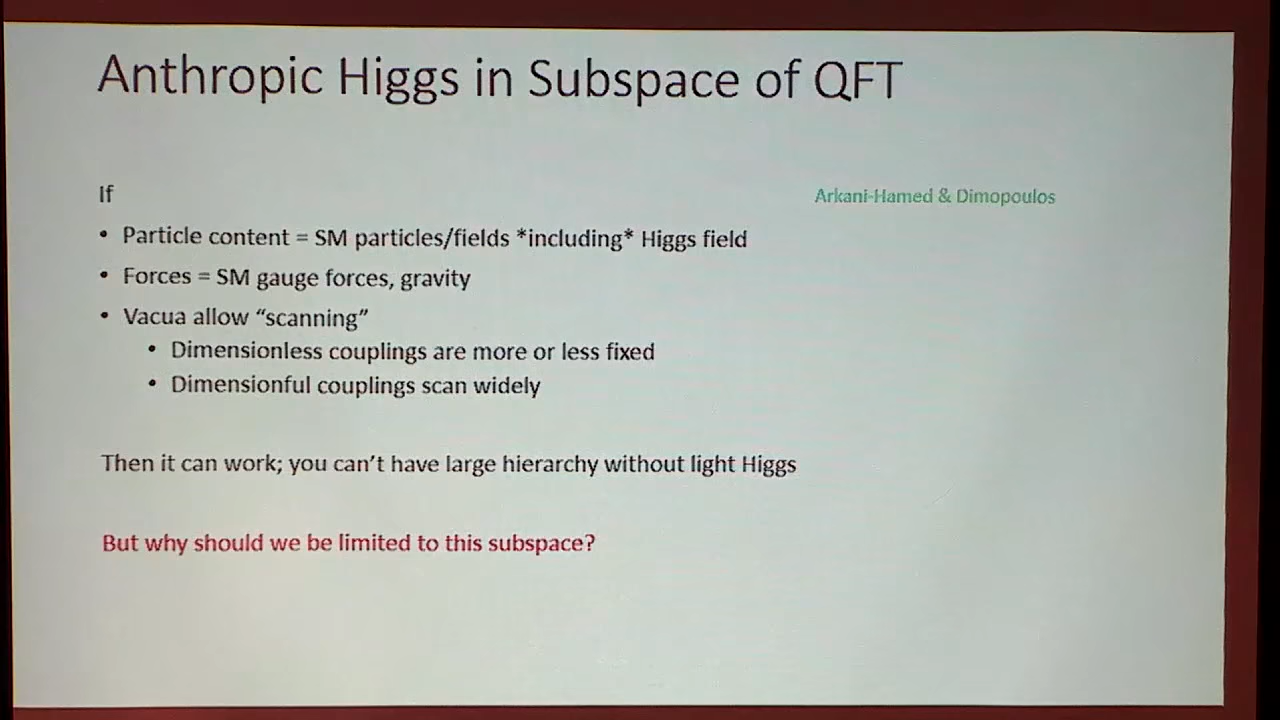 Anthropic Higgs in Subspace of QFT
If
Arkani-Hamed & Dimopoulos
• Particle content = SM particles/fields *including* Higgs field
• Forces = SM gauge forces, gravity
• Vacua allow “scanning”
• Dimensionless couplings are more or less fixed
• Dimensionful couplings scan widely
Then it can work; you can’t have large hierarchy without light Higgs
But why should we be limited to this subspace?